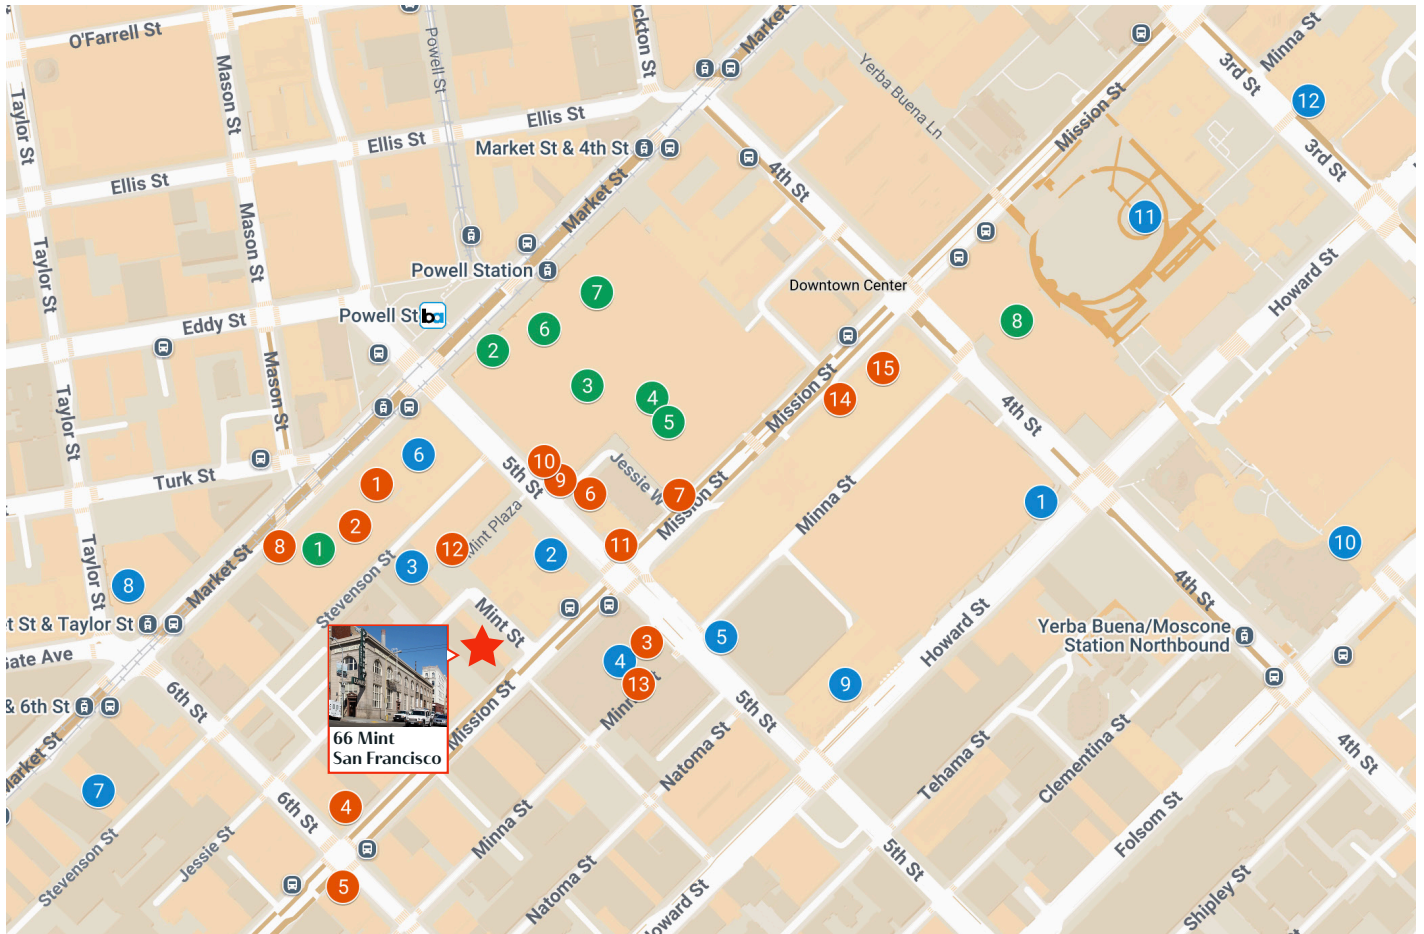 O'Farrell St
Powell St
Market
Minna St
3rd St
Mason St
Taylor St
Yerba Buena Ln
Mission St
12
Ellis St
Ellis St
Market St & 4th St
3rd St
4th St
Ellis St
Market St
11
Mason St
Taylor St
Powell Station
7
Downtown Center
Howard St
Powell St
ba
Eddy St
6
8
2
Mason St
3
15
4
14
Mission St
Taylor St
5
4th St
6
10
Turk St
5th St
9
1
6
Jessie W
7
Mission St
Minna St
1
2
Mint Plaza
8
1
12
11
10
Market St
Taylor St
3
2
Stevenson St
8
4th St
t St & Taylor St
Mint St
5
Yerba Buena/Moscone
Station Northbound
Gate Ave
3
4
Howard St
13
9
6th St
& 6th St
Mission St
Minna St
5th St
66 Mint
San Francisco
Natoma St
Market St
4th St
Tehama St
Clementina St
7
4
6th St
Folsom St
Minna St
Jessie St
Stevenson St
5
5th St
Natoma St
Howard St
Shipley St